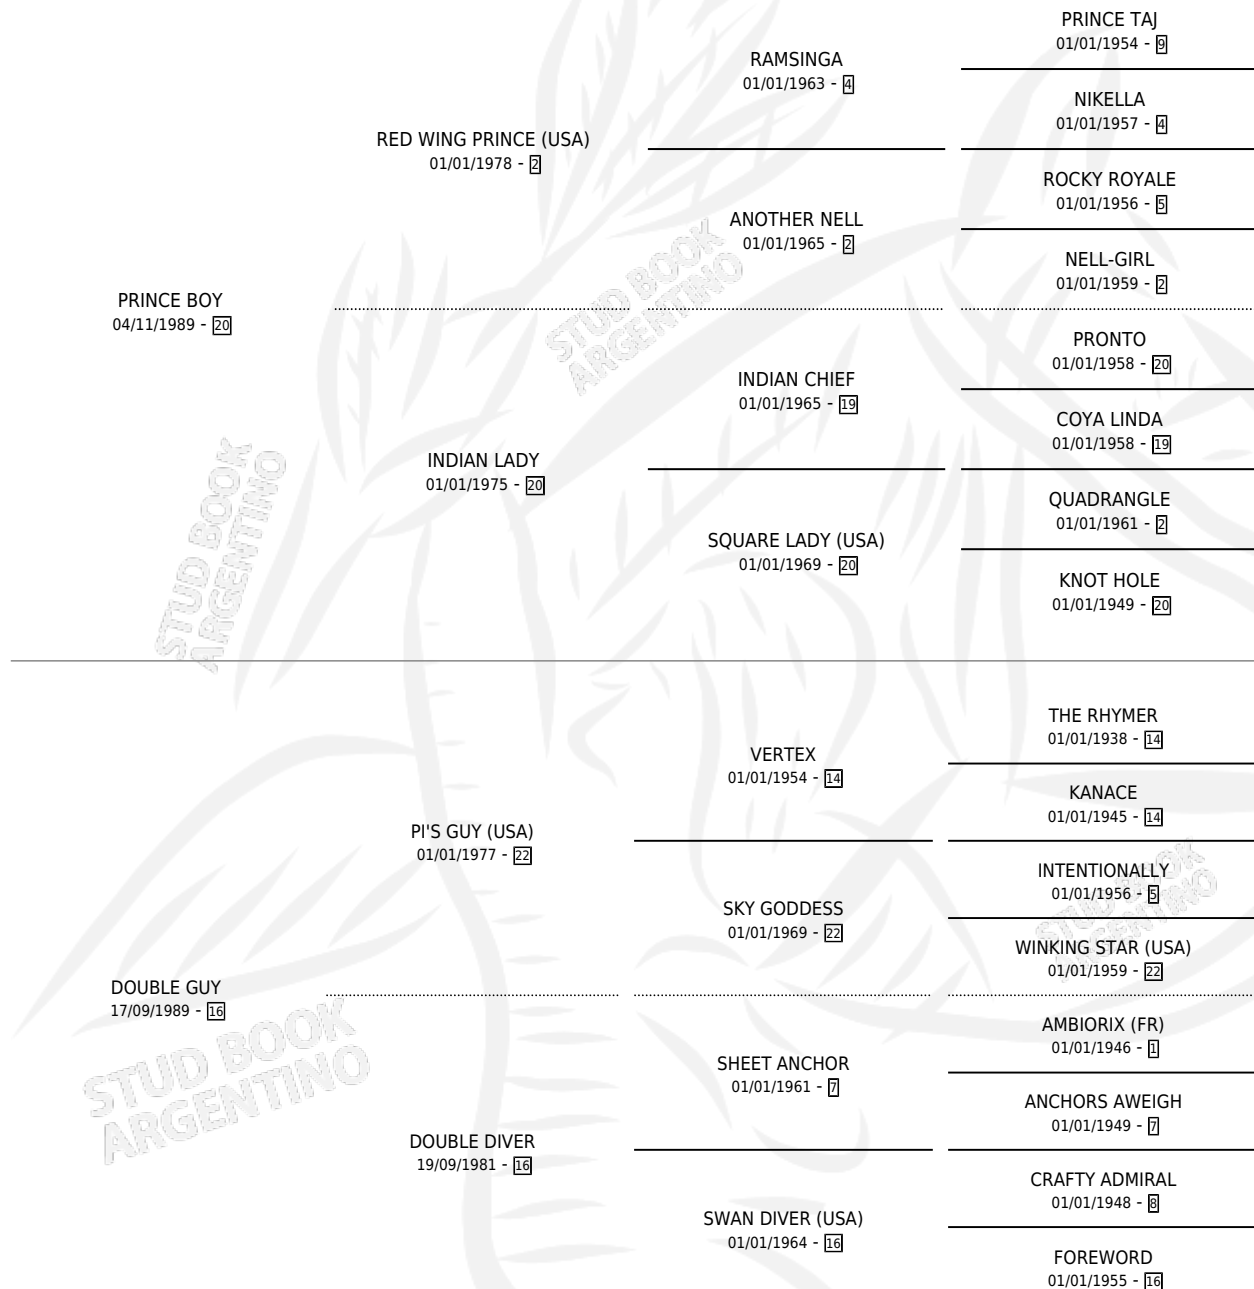 PRINCE TAJ
01/01/1954 - 9
RAMSINGA
01/01/1963 - 4
NIKELLA
01/01/1957 - 4
RED WING PRINCE (USA)
01/01/1978 - 2
ROCKY ROYALE
01/01/1956 - 5
ANOTHER NELL
01/01/1965 - 2
NELL-GIRL
01/01/1959 - 2
PRINCE BOY
04/11/1989 - 20
PRONTO
01/01/1958 - 20
INDIAN CHIEF
01/01/1965 - 19
COYA LINDA
01/01/1958 - 19
INDIAN LADY
01/01/1975 - 20
QUADRANGLE
01/01/1961 - 2
SQUARE LADY (USA)
01/01/1969 - 20
KNOT HOLE
01/01/1949 - 20
STUD BOOK
ARGENTINO
STUD BOOK
ARGENTINO
THE RHYMER
01/01/1938 - 14
VERTEX
01/01/1954 - 14
KANACE
01/01/1945 - 14
PI'S GUY (USA)
01/01/1977 - 22
INTENTIONALLY
01/01/1956 - 5
SKY GODDESS
01/01/1969 - 22
WINKING STAR (USA)
01/01/1959 - 22
STUD BOOK
ARGENTINO
DOUBLE GUY
17/09/1989 - 16
AMBIORIX (FR)
01/01/1946 - 1
SHEET ANCHOR
01/01/1961 - 7
ANCHORS AWEIGH
01/01/1949 - 7
DOUBLE DIVER
19/09/1981 - 16
CRAFTY ADMIRAL
01/01/1948 - 8
SWAN DIVER (USA)
01/01/1964 - 16
FOREWORD
01/01/1955 - 16
STUD BOOK
ARGENTINO